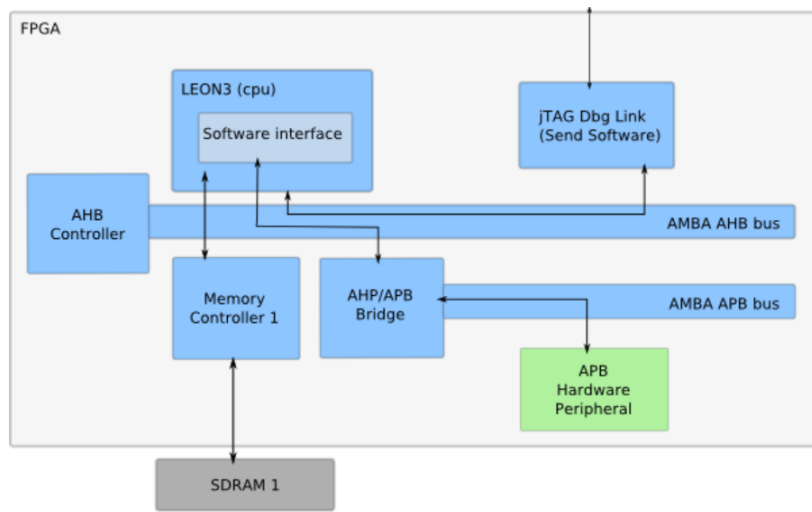 FPGA
LEON3 (cpu)
Software interface
jTAG Dbg Link
(Send Software)
AHB
Controller
AMBA AHB bus
Memory
Controller 1
AHP/APB
Bridge
AMBA APB bus
APB
Hardware
Peripheral
SDRAM 1